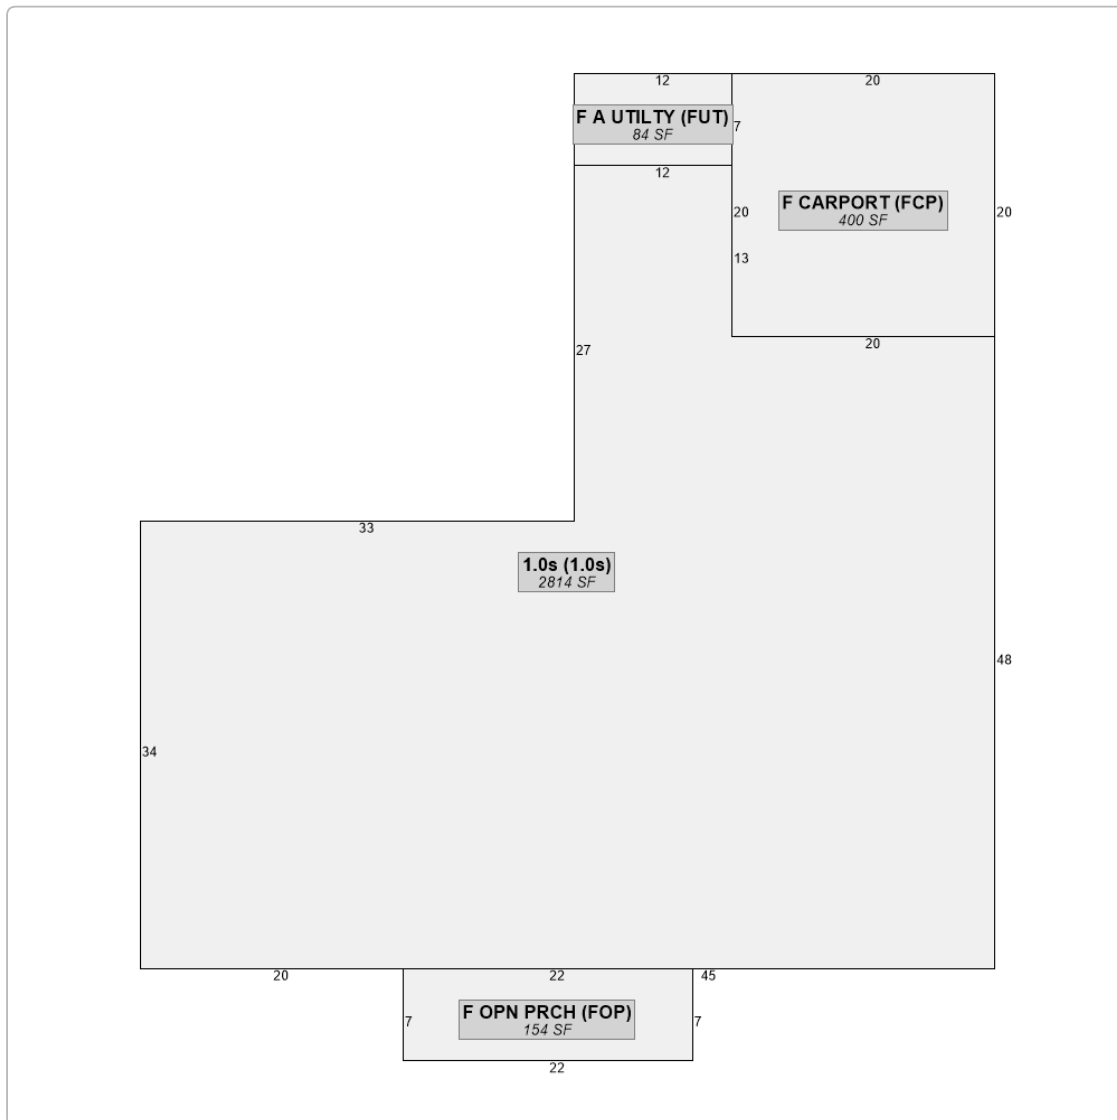 12
20
F A UTILTY (FUT)
84 SF
7
12
F CARPORT (FCP)
400 SF
20
20
13
27
20
33
1.0s (1.0s)
2814 SF
48
34
20
22
45
F OPN PRCH (FOP)
154 SF
7
7
22